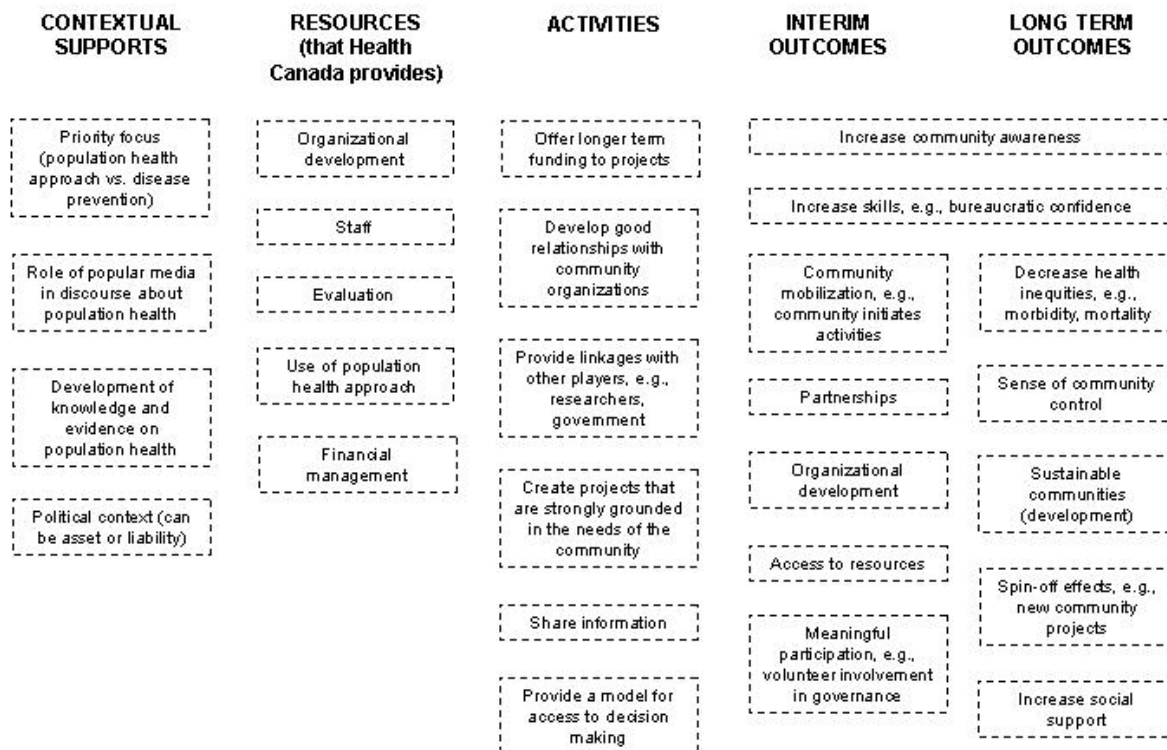 CONTEXTUAL
SUPPORTS
RESOURCES
(that Health
Canada provides)
ACTIVITIES
INTERIM
OUTCOMES
LONG TERM
OUTCOMES
Priority focus
(population health
approach vs. disease
prevention)
Role of popular media
in discourse about
population health
Development of
knowledge and
evidence on
population health
Political context (can
be asset or liability)
Organizational
development
Staff
Evaluation
Use of population
health approach
Financial
management
Offer longer term
funding to projects
Develop good
relationships with
community
organizations
Provide linkages with
other players, e.g.,
researchers,
government
Create projects that
are strongly grounded
in the needs of the
community
Share information
Provide a model for
access to decision
making
Increase community awareness
Increase skills, e.g., bureaucratic confidence
Community
mobilization, e.g.,
community initiates
activities
Partnerships
Organizational
development
Access to resources
Meaningful
participation, e.g.,
volunteer involvement
in governance
Decrease health
inequities, e.g.,
morbidity, mortality
Sense of community
control
Sustainable
communities
(development)
Spin-off effects, e.g.,
new community
projects
Increase social
support